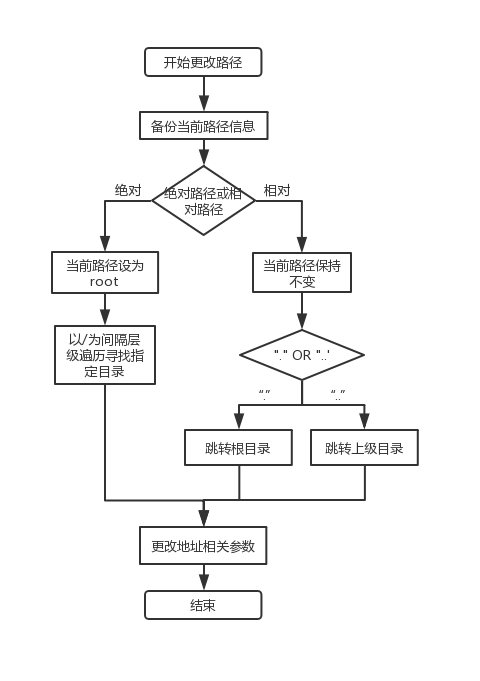 开始更改路径
备份当前路径信息
绝对路径或相
对路径
绝对
相对
当前路径设为
root
当前路径保持
不变
以/为间隔层
级遍历寻找指
定目录
"." OR "..'
“.”
“..”
跳转根目录
跳转上级目录
更改地址相关参数
结束